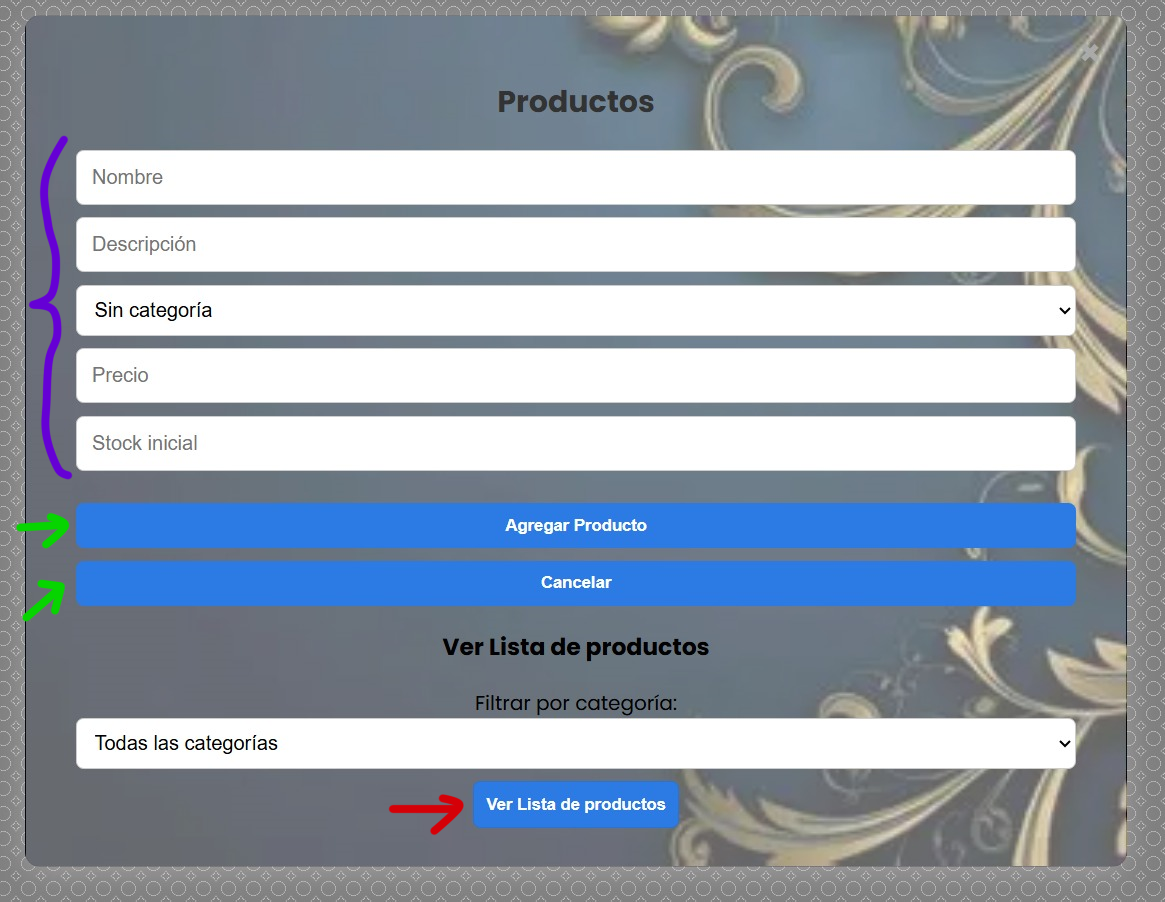 Productos
Nombre
Descripción
Sin categoría
Precio
Stock inicial
Agregar Producto
Cancelar
Ver Lista de productos
Filtrar por categoría:
Todas las categorías
Ver Lista de productos